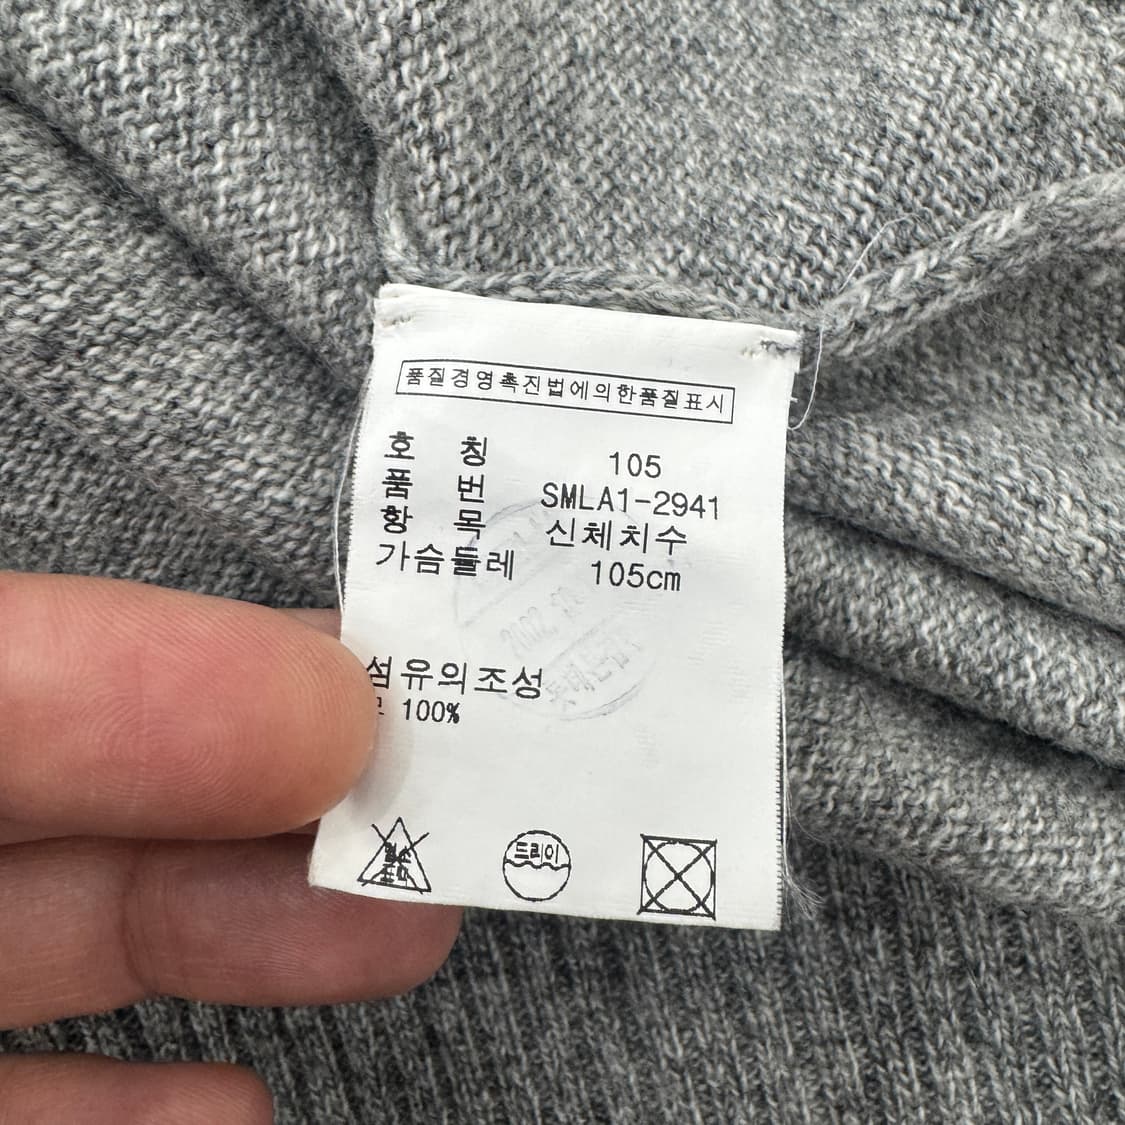 품질경영촉진법에의한품질표시
호 칭 105
품 번 SMLA1-2941
항 목 신체치수
가슴둘레 105cm
섬유의조성
100%
드라이